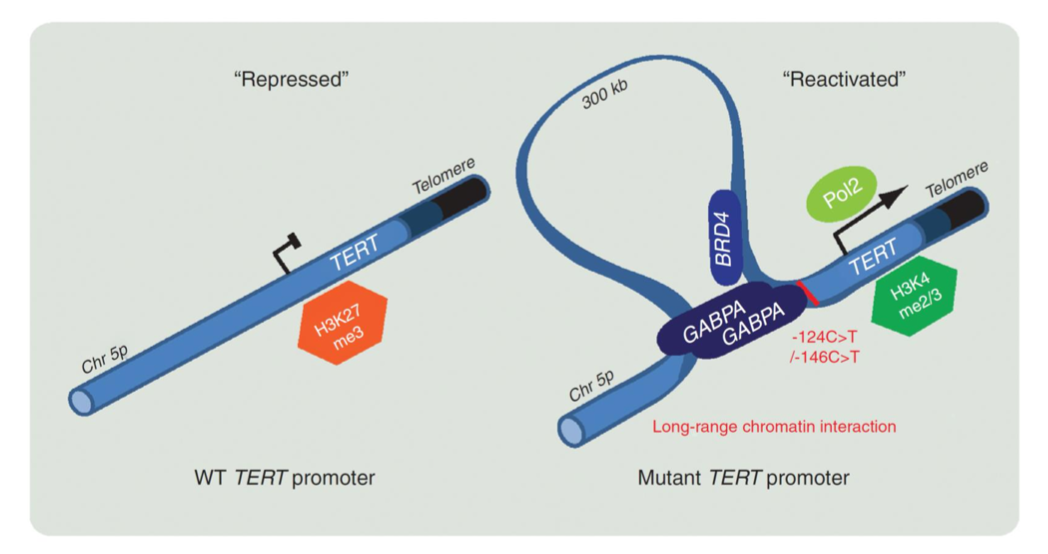 “Repressed”
Telomere
TERT
H3K27
me3
Chr 5p
WT TERT promoter
“Reactivated”
300 kb
Pol2
Telomere
BRD4
TERT
H3K4
me2/3
GABPA
GABPA
-124C>T
/-146C>T
Chr 5p
Long-range chromatin interaction
Mutant TERT promoter